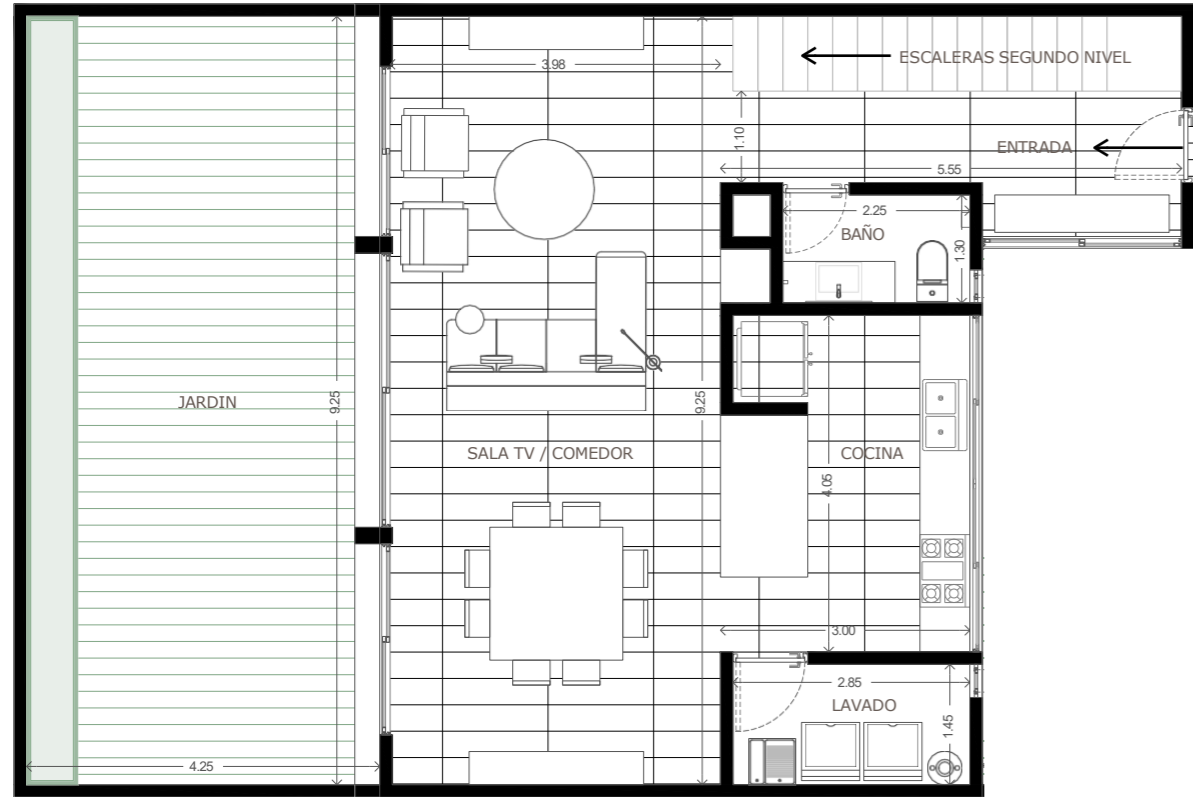 ESCALERAS SEGUNDO NIVEL
3.98
1.10
ENTRADA
5.55
2.25
BAÑO
1.30
JARDIN
9.25
9.25
SALA TV / COMEDOR
COCINA
4.05
3.00
2.85
LAVADO
1.45
4.25